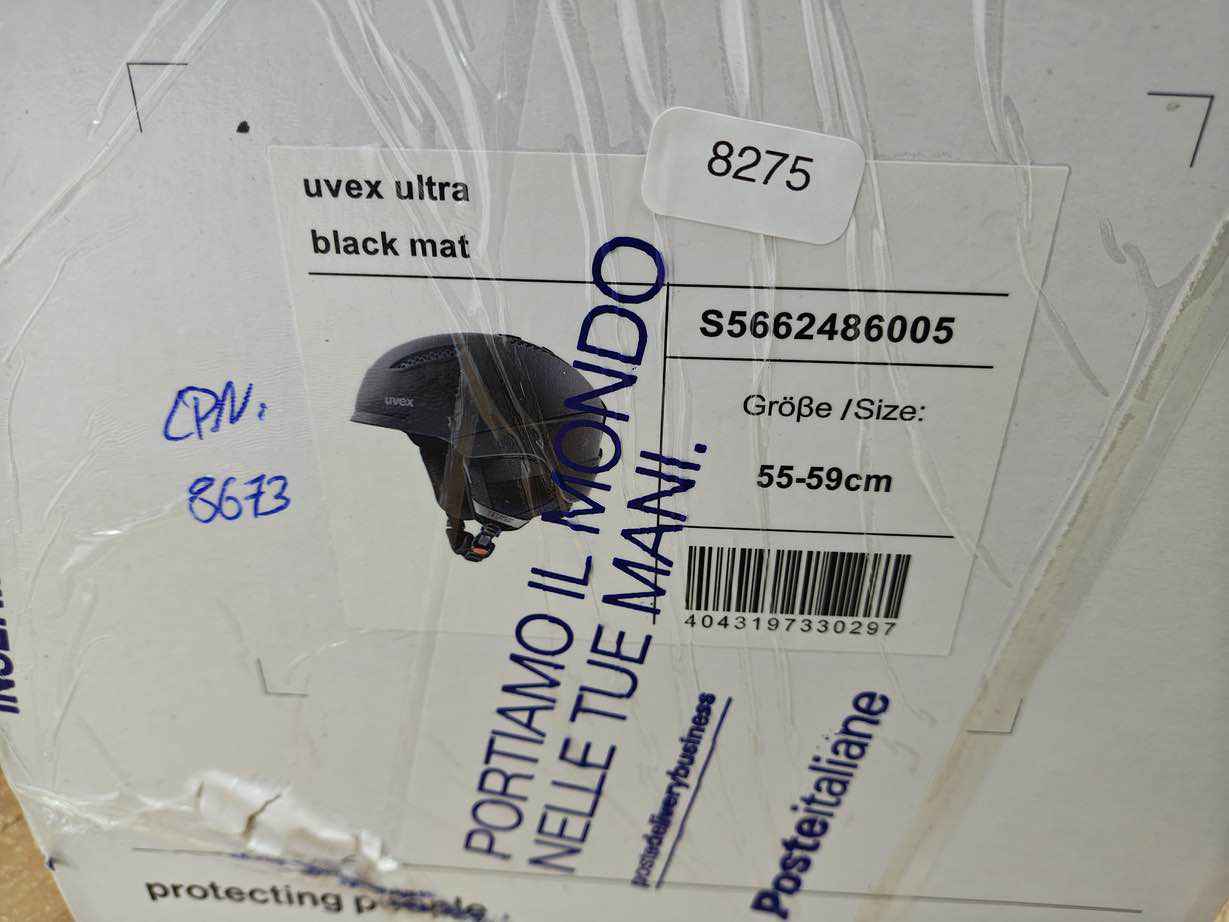 8275
uvex ultra
black mat
S5662486005
Größe /Size:
55-59cm
4043197330297
uvex
CPN.
8673
PORTIAMO IL MONDO
NELLE TUE MANI.
postedeliverybusiness
Posteitaliane
protecting people.